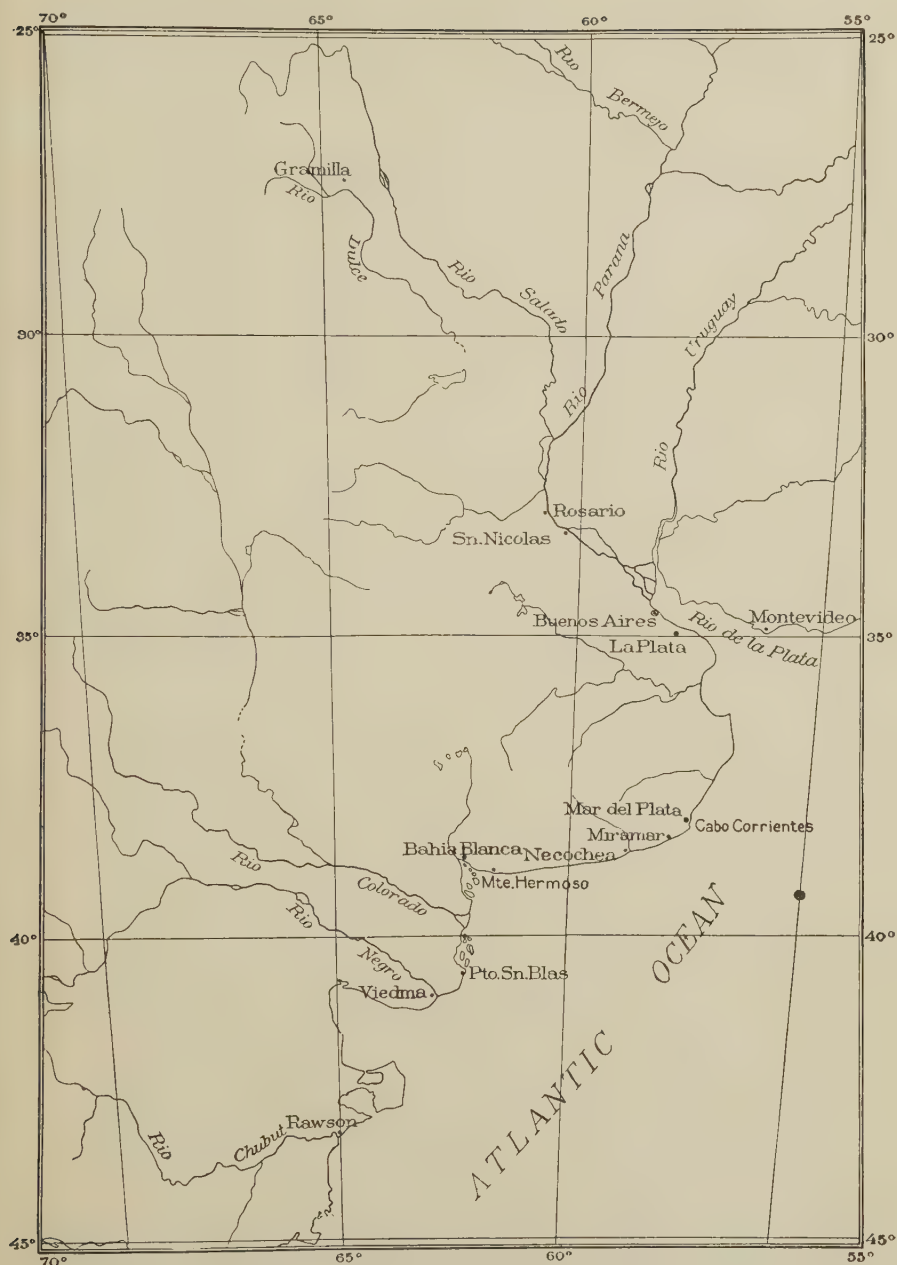 70° 65° 60° 55°
25° 25°
Rio Bermejo
Gramilla
Rio Dulce
Rio Salado
Rio Parana
Rio Uruguay
30° 30°
Rosario
Sn. Nicolas
Buenos Aires
Montevideo
Rio de la Plata
La Plata
35° 35°
Mar del Plata
Cabo Corrientes
Miramar
Bahia Blanca
Necochea
Mte. Hermoso
Rio Colorado
Rio Negro
40° 40°
Pto. Sn. Blas
Viedma
ATLANTIC OCEAN
Rawson
Rio Chubut
45° 45°
70° 65° 60° 55°